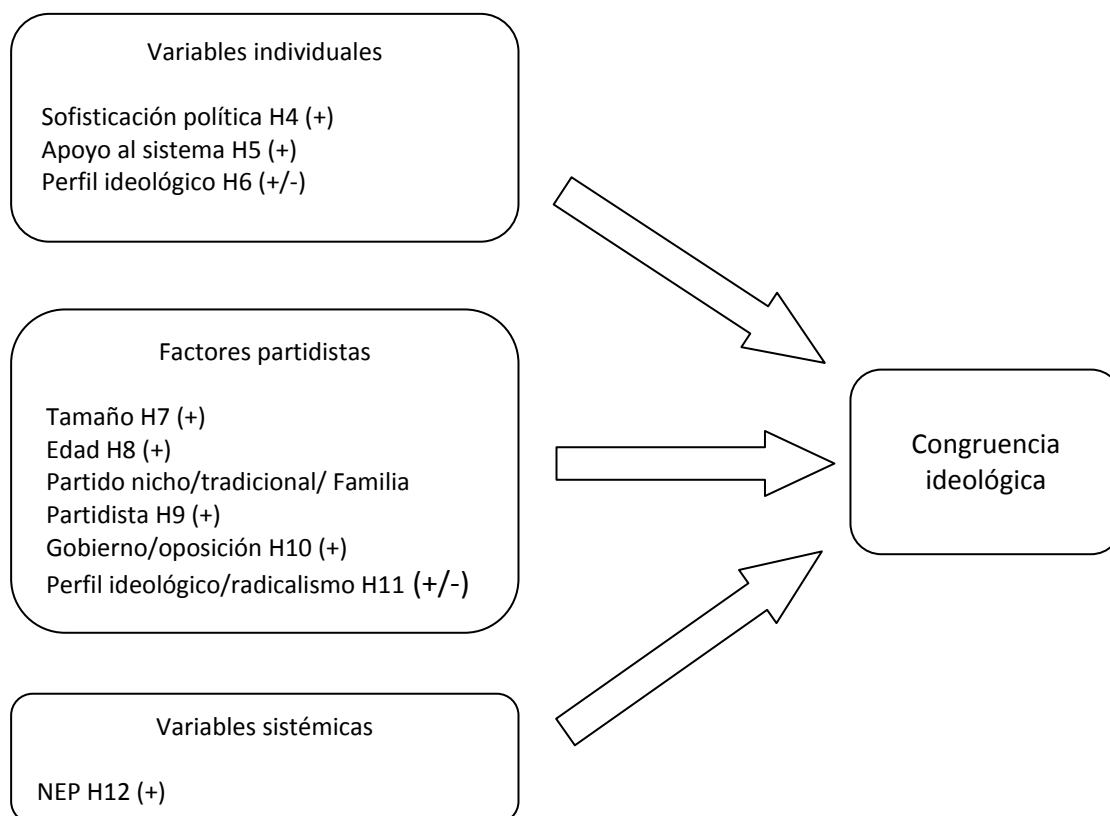 Variables individuales
Sofisticación política H4 (+)
Apoyo al sistema H5 (+)
Perfil ideológico H6 (+/-)
Factores partidistas
Tamaño H7 (+)
Edad H8 (+)
Partido nicho/tradicional/ Familia
Partidista H9 (+)
Gobierno/oposición H10 (+)
Perfil ideológico/radicalismo H11 (+/-)
Variables sistémicas
NEP H12 (+)
Congruencia
ideológica